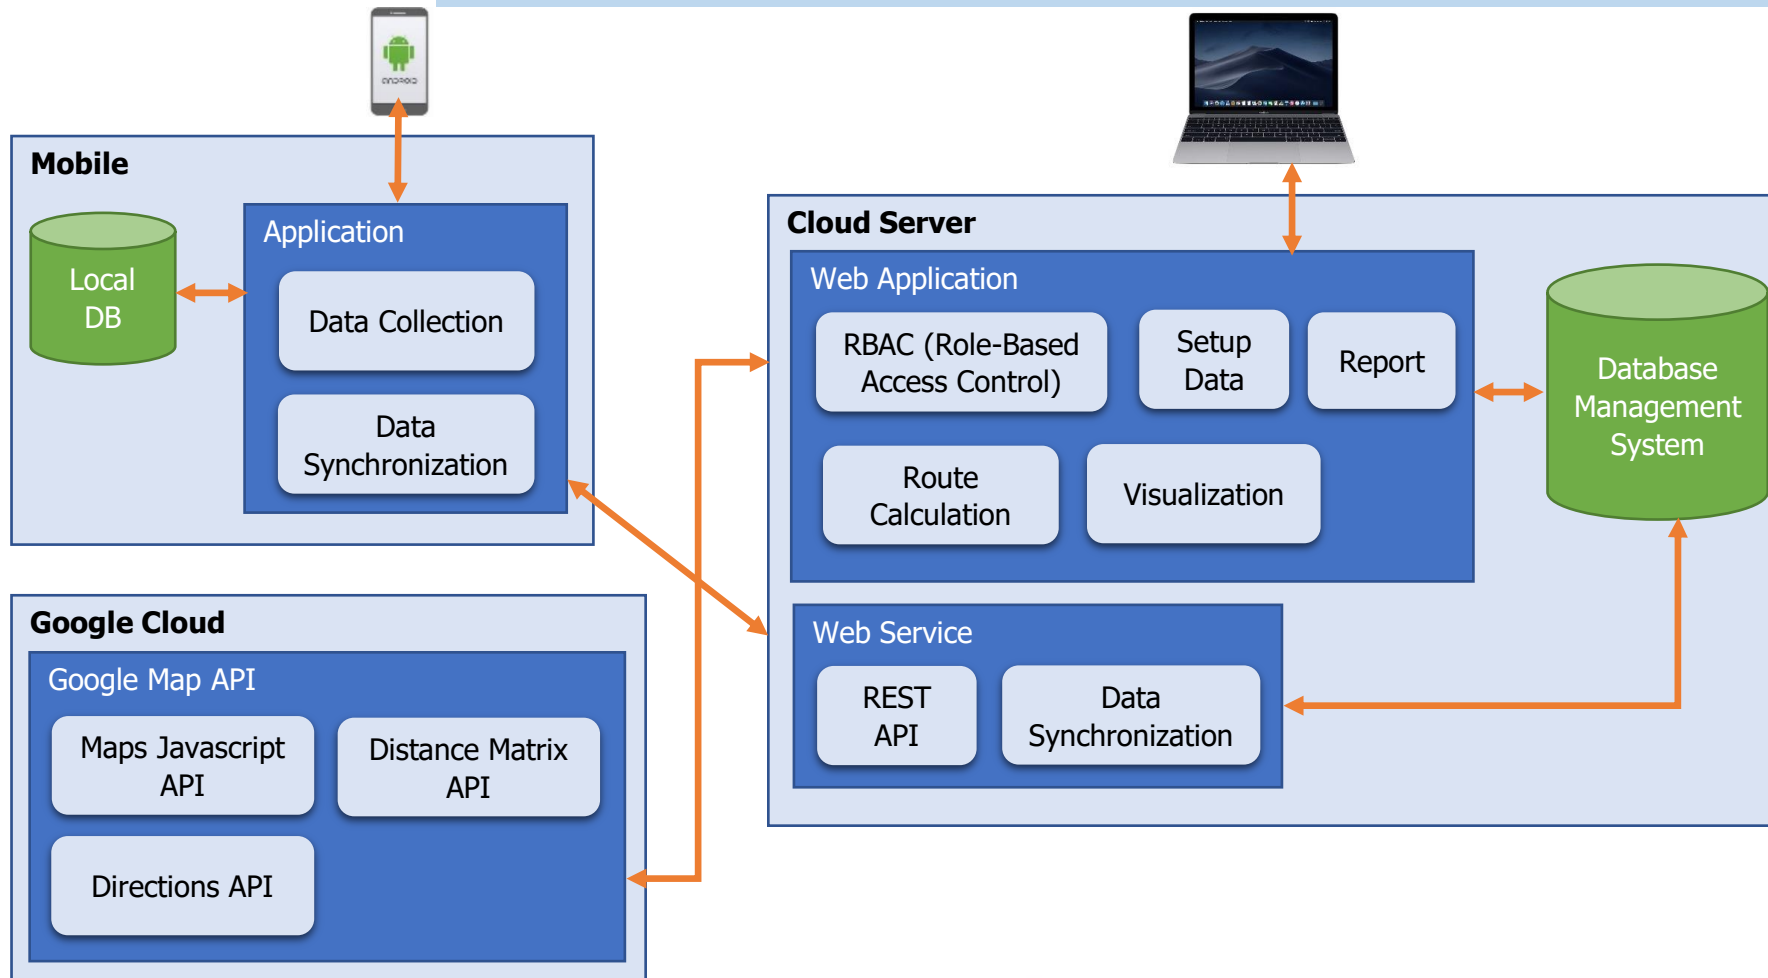 ANDROID
Mobile
Local
DB
Application
Data Collection
Data
Synchronization
Google Cloud
Google Map API
Maps Javascript
API
Distance Matrix
API
Directions API
Cloud Server
Web Application
RBAC (Role-Based
Access Control)
Setup
Data
Report
Route
Calculation
Visualization
Database
Management
System
Web Service
REST
API
Data
Synchronization